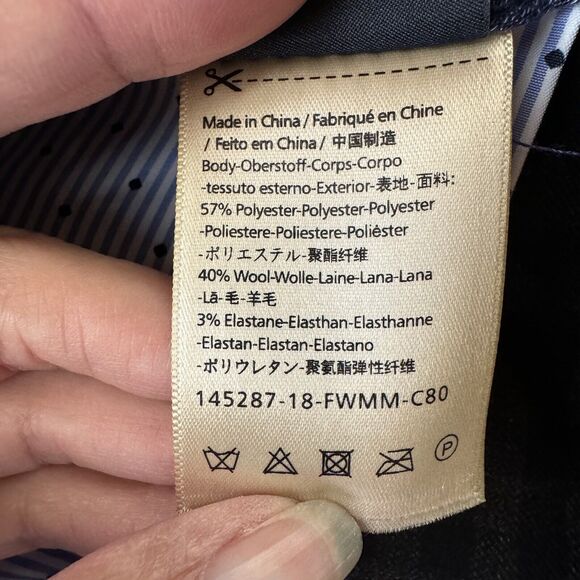 Made in China / Fabriqué en Chine
/ Feito em China / 中国制造
Body-Oberstoff-Corps-Corpo
-tessuto esterno-Exterior-表地-面料:
57% Polyester-Polyester-Polyester
-Poliestere-Poliestere-Poliéster
-ポリエステル-聚酯纤维
40% Wool-Wolle-Laine-Lana-Lana
-Lã-毛-羊毛
3% Elastane-Elasthan-Elasthanne
-Elastan-Elastan-Elastano
-ポリウレタン-聚氨酯弹性纤维
145287-18-FWMM-C80
P